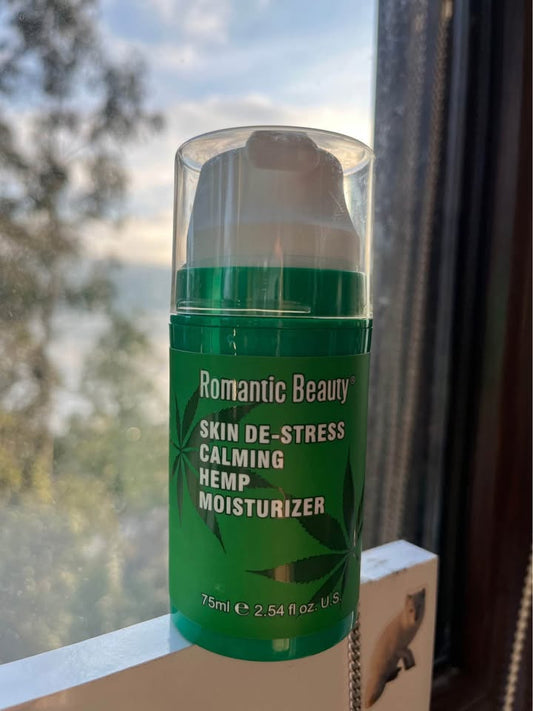 Romantic Beauty®
SKIN DE-STRESS
CALMING
HEMP
MOISTURIZER
75ml ℮ 2.54 fl.oz. U.S.